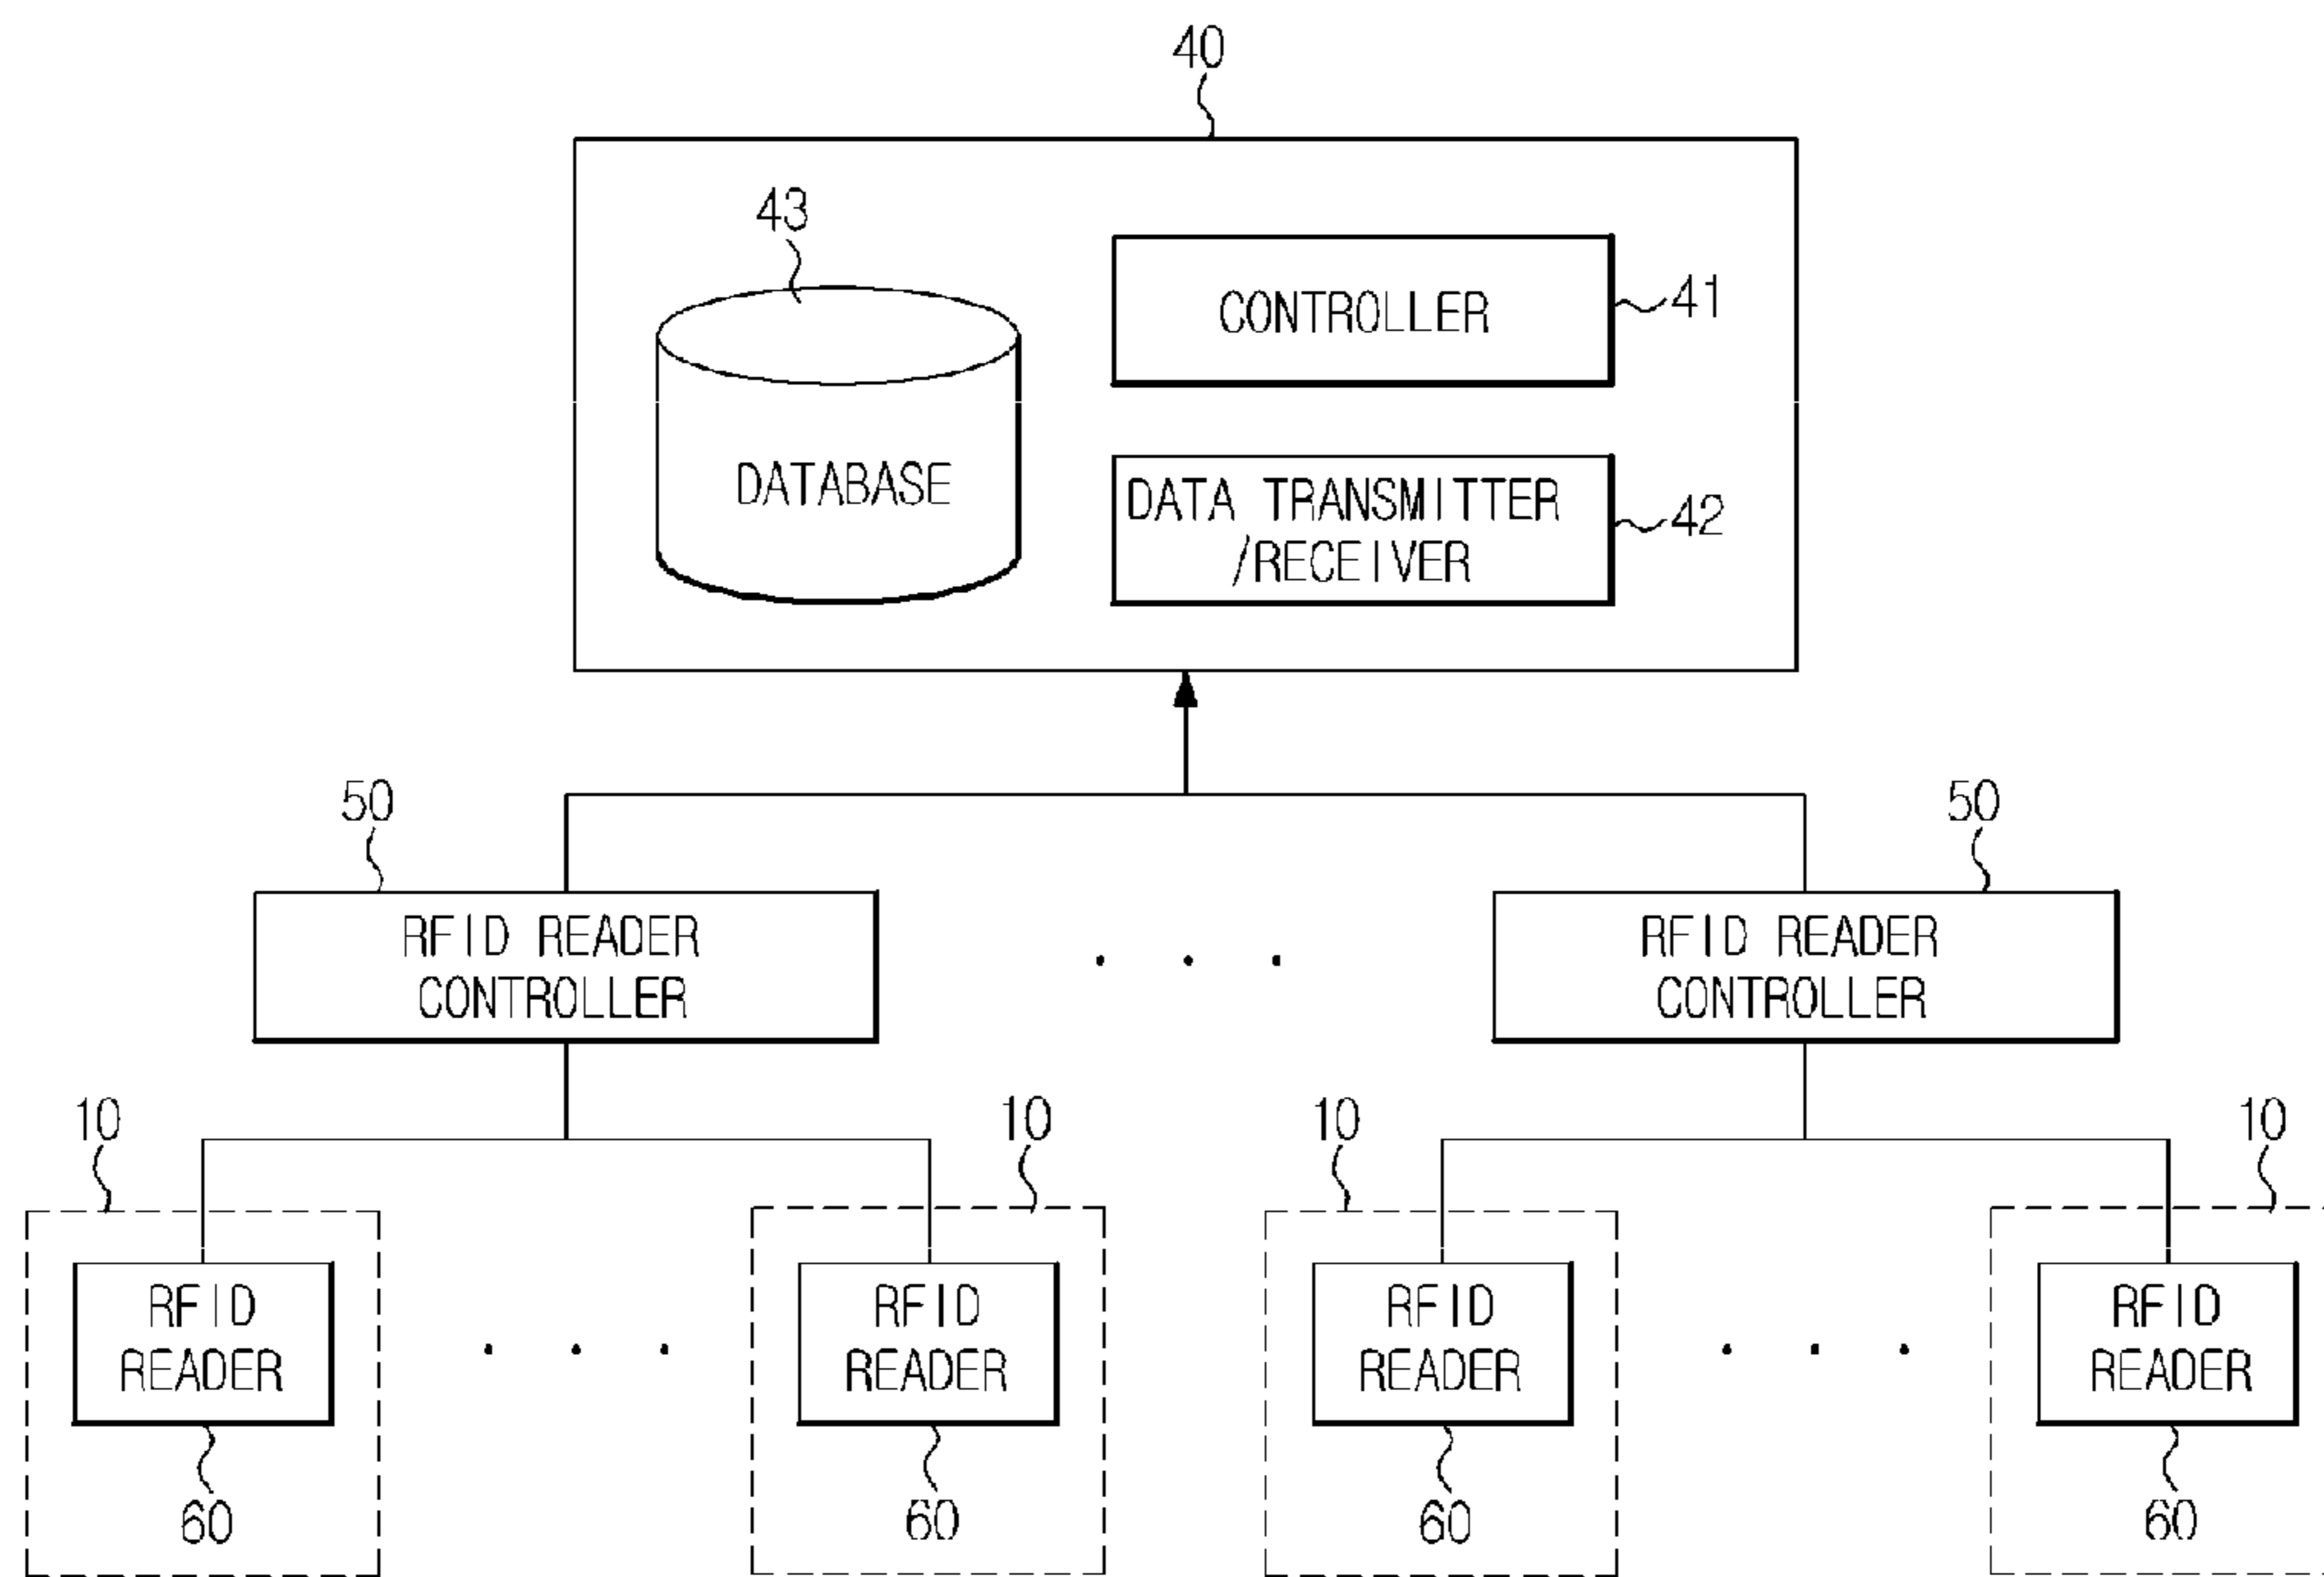 40
43
CONTROLLER
41
DATABASE
DATA TRANSMITTER
/RECEIVER
42
50
50
RFID READER
CONTROLLER
RFID READER
CONTROLLER
10
10
10
10
RFID
READER
RFID
READER
RFID
READER
RFID
READER
60
60
60
60